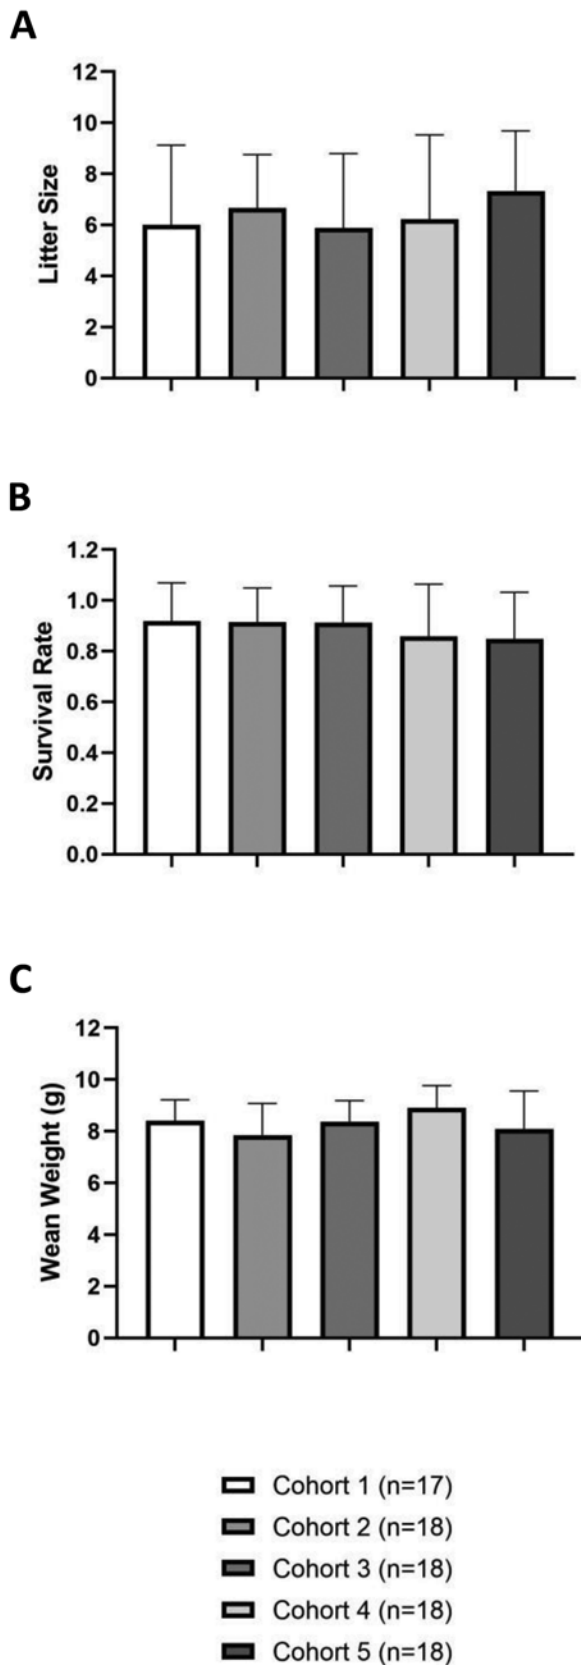 A
12
10
8
6
4
2
0
Litter Size
B
1.2
1.0
0.8
0.6
0.4
0.2
0.0
Survival Rate
C
12
10
8
6
4
2
0
Wean Weight (g)
Cohort 1 (n=17)
Cohort 2 (n=18)
Cohort 3 (n=18)
Cohort 4 (n=18)
Cohort 5 (n=18)